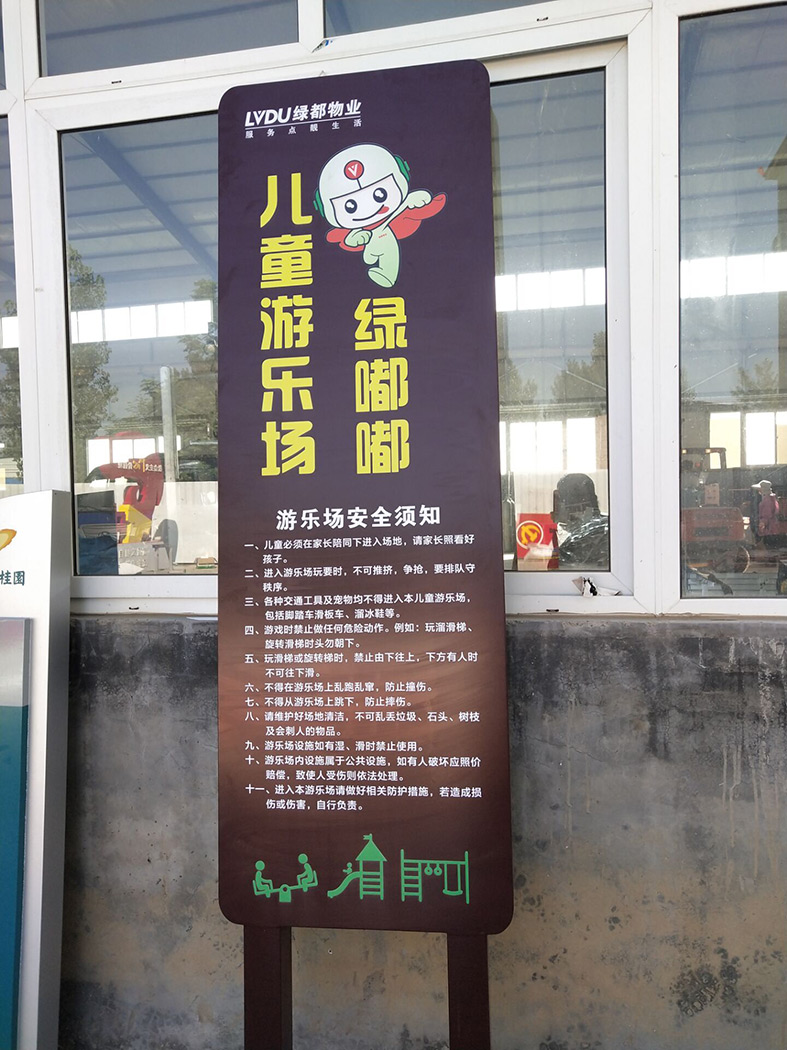 LVDU绿都物业
服务点靓生活
儿童游乐场
绿嘟嘟
游乐场安全须知
一、儿童必须在家长陪同下进入场地，请家长照看好
孩子。
二、进入游乐场玩要时，不可推挤，争抢，要排队守
秩序。
三、各种交通工具及宠物均不得进入本儿童游乐场，
包括脚踏车滑板车、溜冰鞋等。
四、游戏时禁止做任何危险动作。例如：玩溜滑梯、
旋转滑梯时头勿朝下。
五、玩滑梯或旋转梯时，禁止由下往上，下方有人时
不可往下滑。
六、不得在游乐场上乱跑乱窜，防止撞伤。
七、不得从游乐场上跳下，防止摔伤。
八、请维护好场地清洁，不可乱丢垃圾、石头、树枝
及会刺人的物品。
九、游乐场设施如有湿、滑时禁止使用。
十、游乐场内设施属于公共设施，如有人破坏应照价
赔偿，致使人受伤则依法处理。
十一、进入本游乐场请做好相关防护措施，若造成损
伤或伤害，自行负责。
桂园